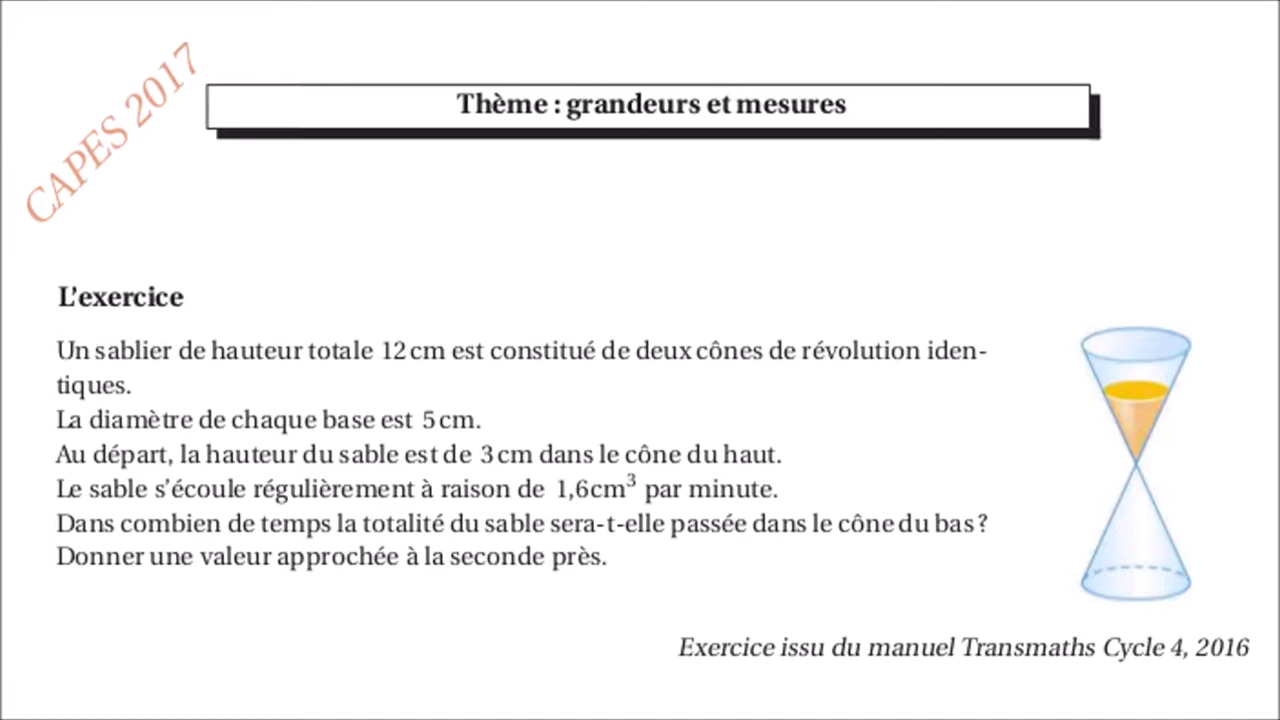 CAPES 2017
Thème : grandeurs et mesures
L'exercice
Un sablier de hauteur totale 12 cm est constitué de deux cônes de révolution iden-
tiques.
La diamètre de chaque base est 5 cm.
Au départ, la hauteur du sable est de 3 cm dans le cône du haut.
Le sable s'écoule régulièrement à raison de 1,6cm³ par minute.
Dans combien de temps la totalité du sable sera-t-elle passée dans le cône du bas ?
Donner une valeur approchée à la seconde près.
Exercice issu du manuel Transmaths Cycle 4, 2016